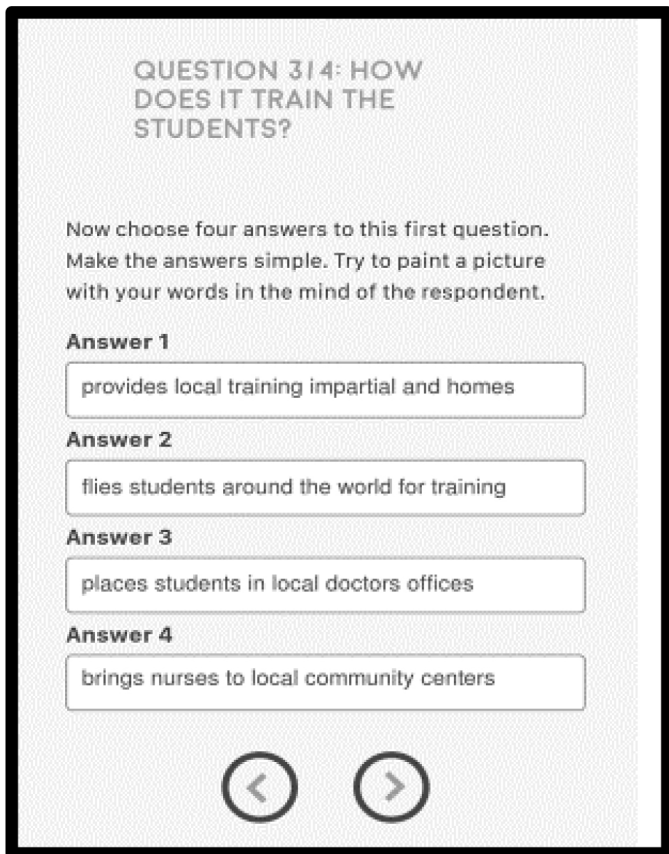 QUESTION 3/4: HOW
DOES IT TRAIN THE
STUDENTS?
Now choose four answers to this first question.
Make the answers simple. Try to paint a picture
with your words in the mind of the respondent.
Answer 1
provides local training impartial and homes
Answer 2
flies students around the world for training
Answer 3
places students in local doctors offices
Answer 4
brings nurses to local community centers